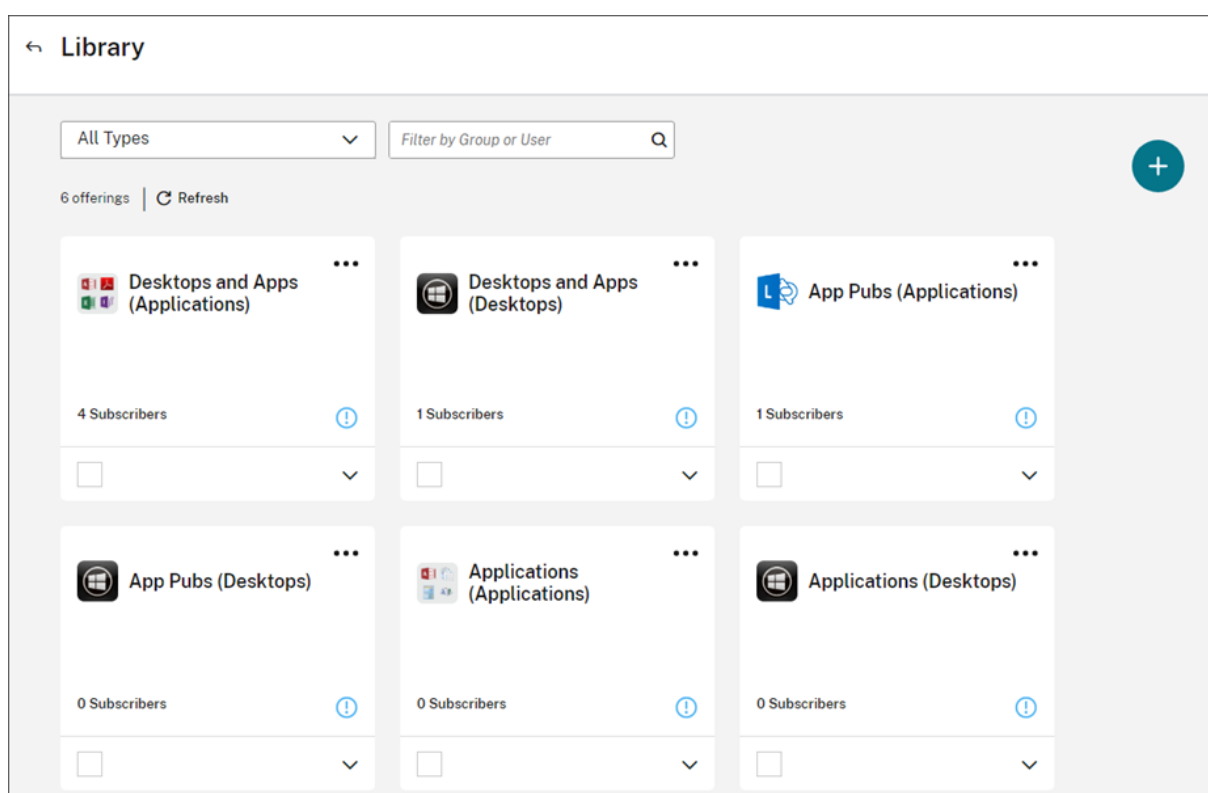 Library
All Types
Filter by Group or User
6 offerings
Refresh
Desktops and Apps
(Applications)
4 Subscribers
Desktops and Apps
(Desktops)
1 Subscribers
L
App Pubs (Applications)
1 Subscribers
App Pubs (Desktops)
0 Subscribers
Applications
(Applications)
0 Subscribers
Applications (Desktops)
0 Subscribers